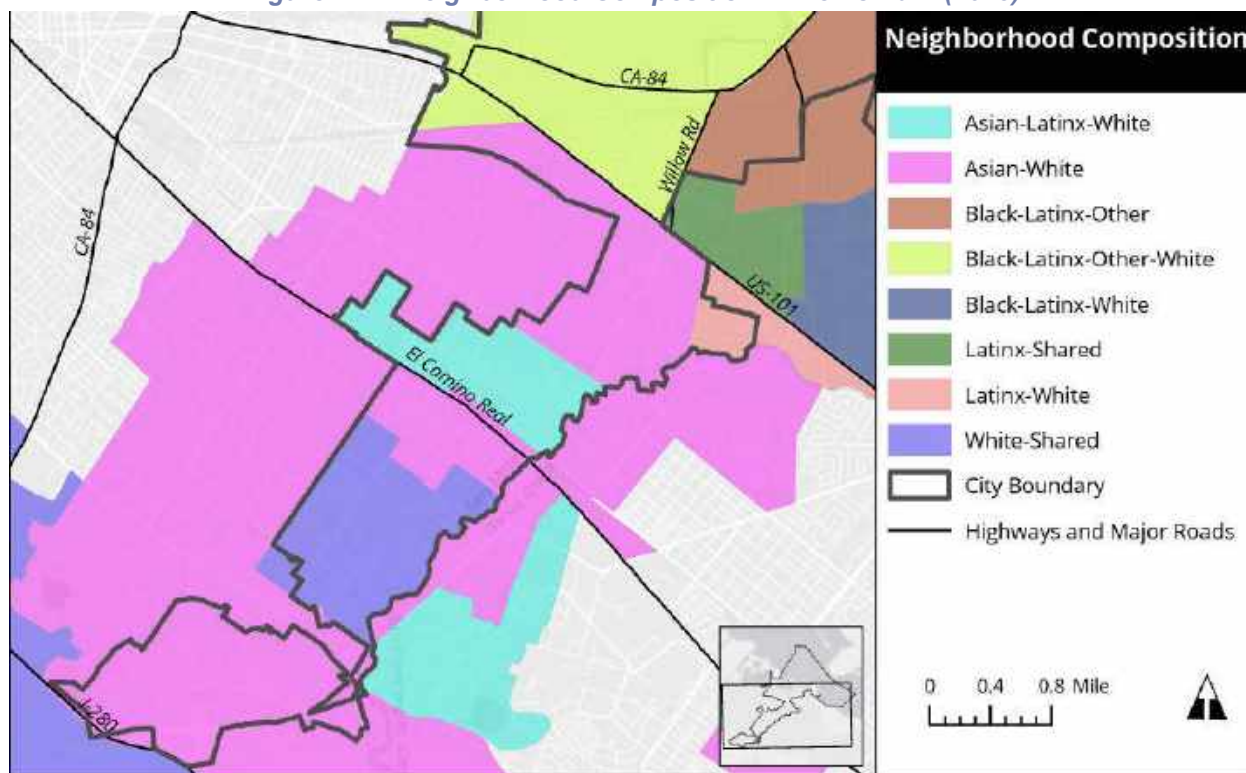 Neighborhood Composition
CA-84
Willow Rd
CA-84
US-101
El Camino Real
I-280
Asian-Latinx-White
Asian-White
Black-Latinx-Other
Black-Latinx-Other-White
Black-Latinx-White
Latinx-Shared
Latinx-White
White-Shared
City Boundary
Highways and Major Roads
0 0.4 0.8 Mile